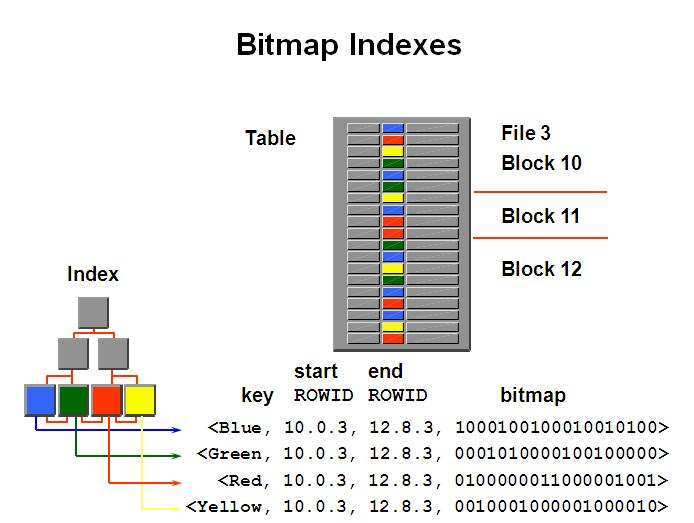 Bitmap Indexes
Table
File 3
Block 10
Block 11
Block 12
Index
start end
key ROWID ROWID bitmap
<Blue, 10.0.3, 12.8.3, 1000100100010010100>
<Green, 10.0.3, 12.8.3, 0001010000100100000>
<Red, 10.0.3, 12.8.3, 0100000011000001001>
<Yellow, 10.0.3, 12.8.3, 0010001000001000010>